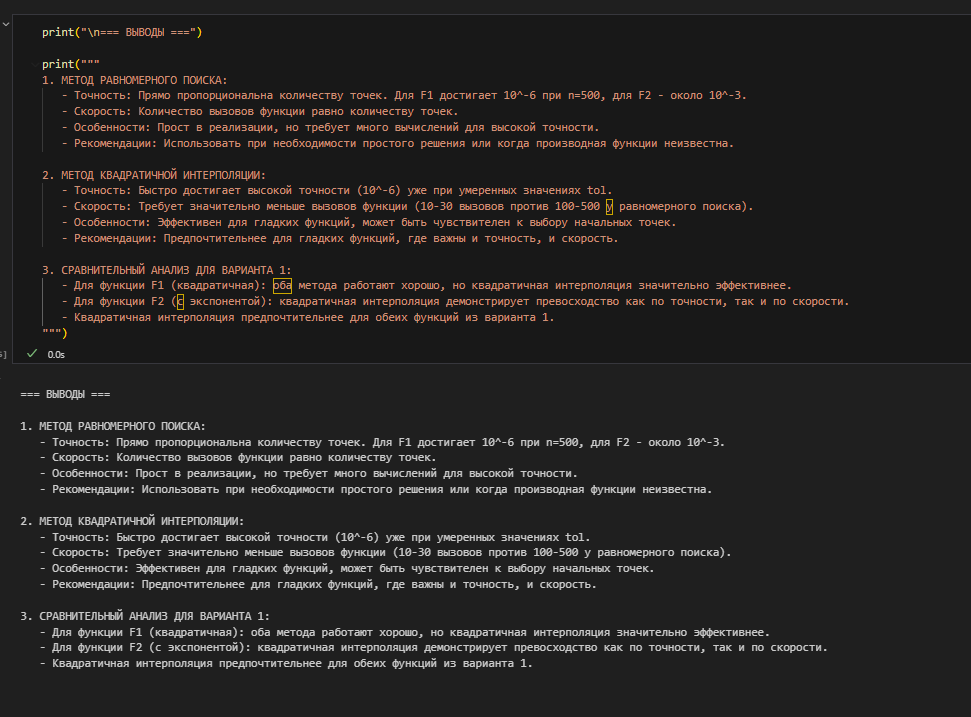 print("\n=== ВЫВОДЫ ===")
print("""
1. МЕТОД РАВНОМЕРНОГО ПОИСКА:
- Точность: Прямо пропорциональна количеству точек. Для F1 достигает 10^-6 при n=500, для F2 - около 10^-3.
- Скорость: Количество вызовов функции равно количеству точек.
- Особенности: Прост в реализации, но требует много вычислений для высокой точности.
- Рекомендации: Использовать при необходимости простого решения или когда производная функции неизвестна.
2. МЕТОД КВАДРАТИЧНОЙ ИНТЕРПОЛЯЦИИ:
- Точность: Быстро достигает высокой точности (10^-6) уже при умеренных значениях tol.
- Скорость: Требует значительно меньше вызовов функции (10-30 вызовов против 100-500 у равномерного поиска).
- Особенности: Эффективен для гладких функций, может быть чувствителен к выбору начальных точек.
- Рекомендации: Предпочтительнее для гладких функций, где важны и точность, и скорость.
3. СРАВНИТЕЛЬНЫЙ АНАЛИЗ ДЛЯ ВАРИАНТА 1:
- Для функции F1 (квадратичная): оба метода работают хорошо, но квадратичная интерполяция значительно эффективнее.
- Для функции F2 (с экспонентой): квадратичная интерполяция демонстрирует превосходство как по точности, так и по скорости.
- Квадратичная интерполяция предпочтительнее для обеих функций из варианта 1.
""")
0.0s
=== ВЫВОДЫ ===
1. МЕТОД РАВНОМЕРНОГО ПОИСКА:
- Точность: Прямо пропорциональна количеству точек. Для F1 достигает 10^-6 при n=500, для F2 - около 10^-3.
- Скорость: Количество вызовов функции равно количеству точек.
- Особенности: Прост в реализации, но требует много вычислений для высокой точности.
- Рекомендации: Использовать при необходимости простого решения или когда производная функции неизвестна.
2. МЕТОД КВАДРАТИЧНОЙ ИНТЕРПОЛЯЦИИ:
- Точность: Быстро достигает высокой точности (10^-6) уже при умеренных значениях tol.
- Скорость: Требует значительно меньше вызовов функции (10-30 вызовов против 100-500 у равномерного поиска).
- Особенности: Эффективен для гладких функций, может быть чувствителен к выбору начальных точек.
- Рекомендации: Предпочтительнее для гладких функций, где важны и точность, и скорость.
3. СРАВНИТЕЛЬНЫЙ АНАЛИЗ ДЛЯ ВАРИАНТА 1:
- Для функции F1 (квадратичная): оба метода работают хорошо, но квадратичная интерполяция значительно эффективнее.
- Для функции F2 (с экспонентой): квадратичная интерполяция демонстрирует превосходство как по точности, так и по скорости.
- Квадратичная интерполяция предпочтительнее для обеих функций из варианта 1.